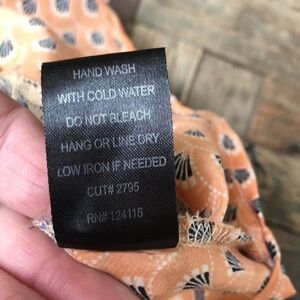 HAND WASH
WITH COLD WATER
DO NOT BLEACH
HANG OR LINE DRY
LOW IRON IF NEEDED
CUT# 2795
RN# 124115